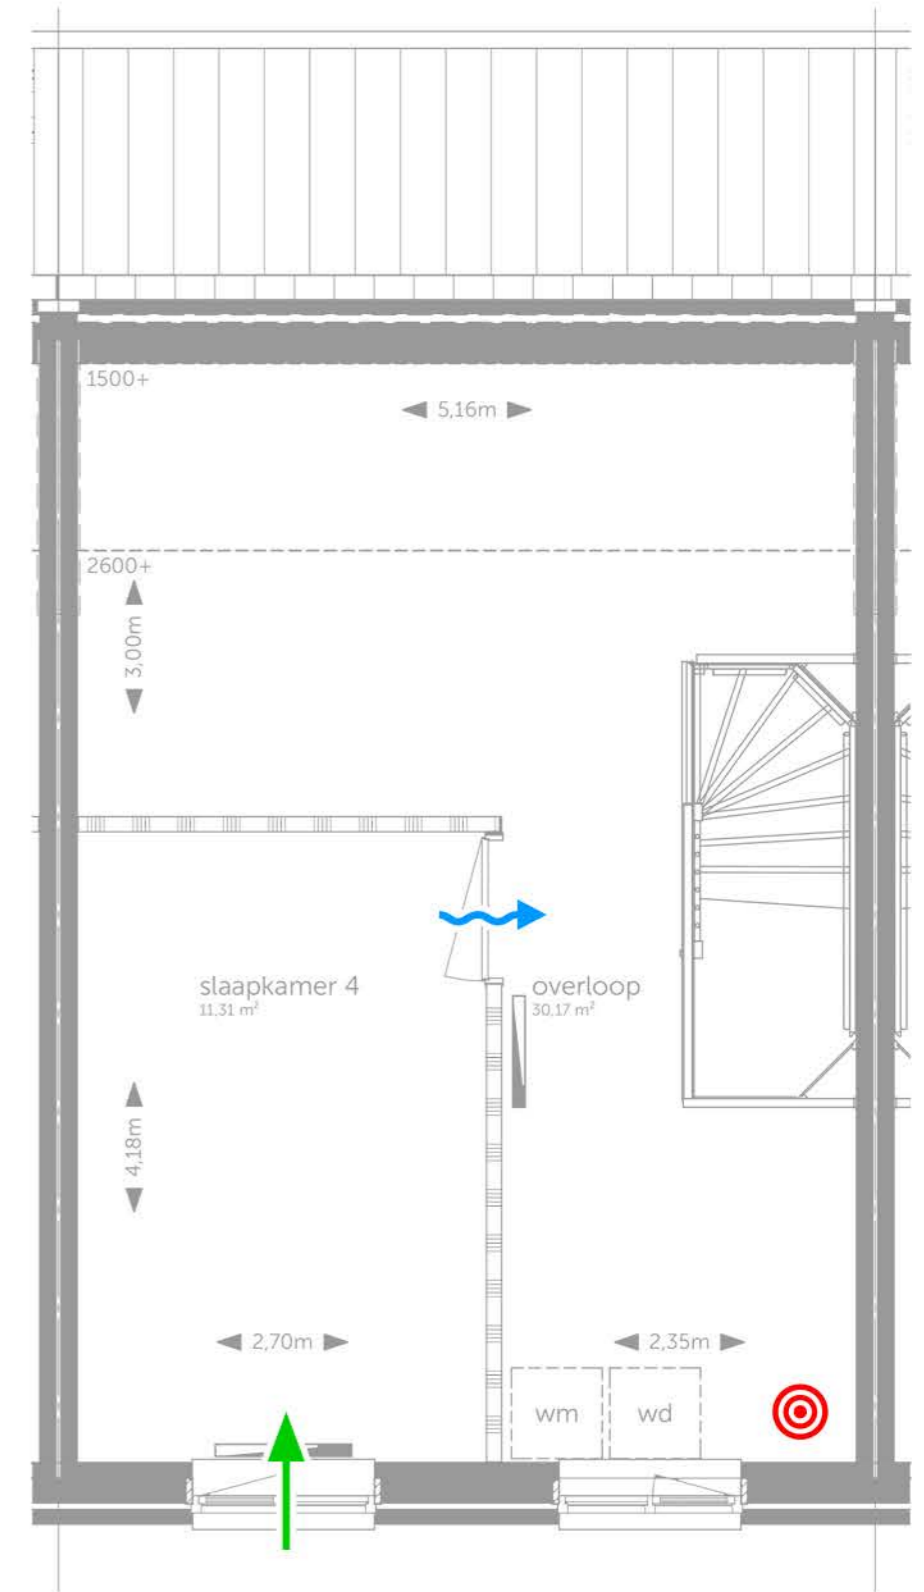 1500+
5,16m
2600+
3,00m
slaapkamer 4
11,31 m²
overloop
30,17 m²
4,18m
2,70m
2,35m
wm
wd